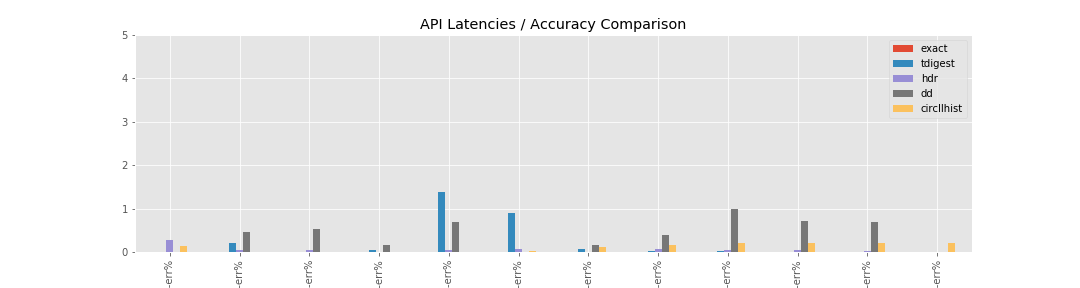 API Latencies / Accuracy Comparison
5
4
3
2
1
0
exact
tdigest
hdr
dd
circllhist
-err%
-err%
-err%
-err%
-err%
-err%
-err%
-err%
-err%
-err%
-err%
-err%